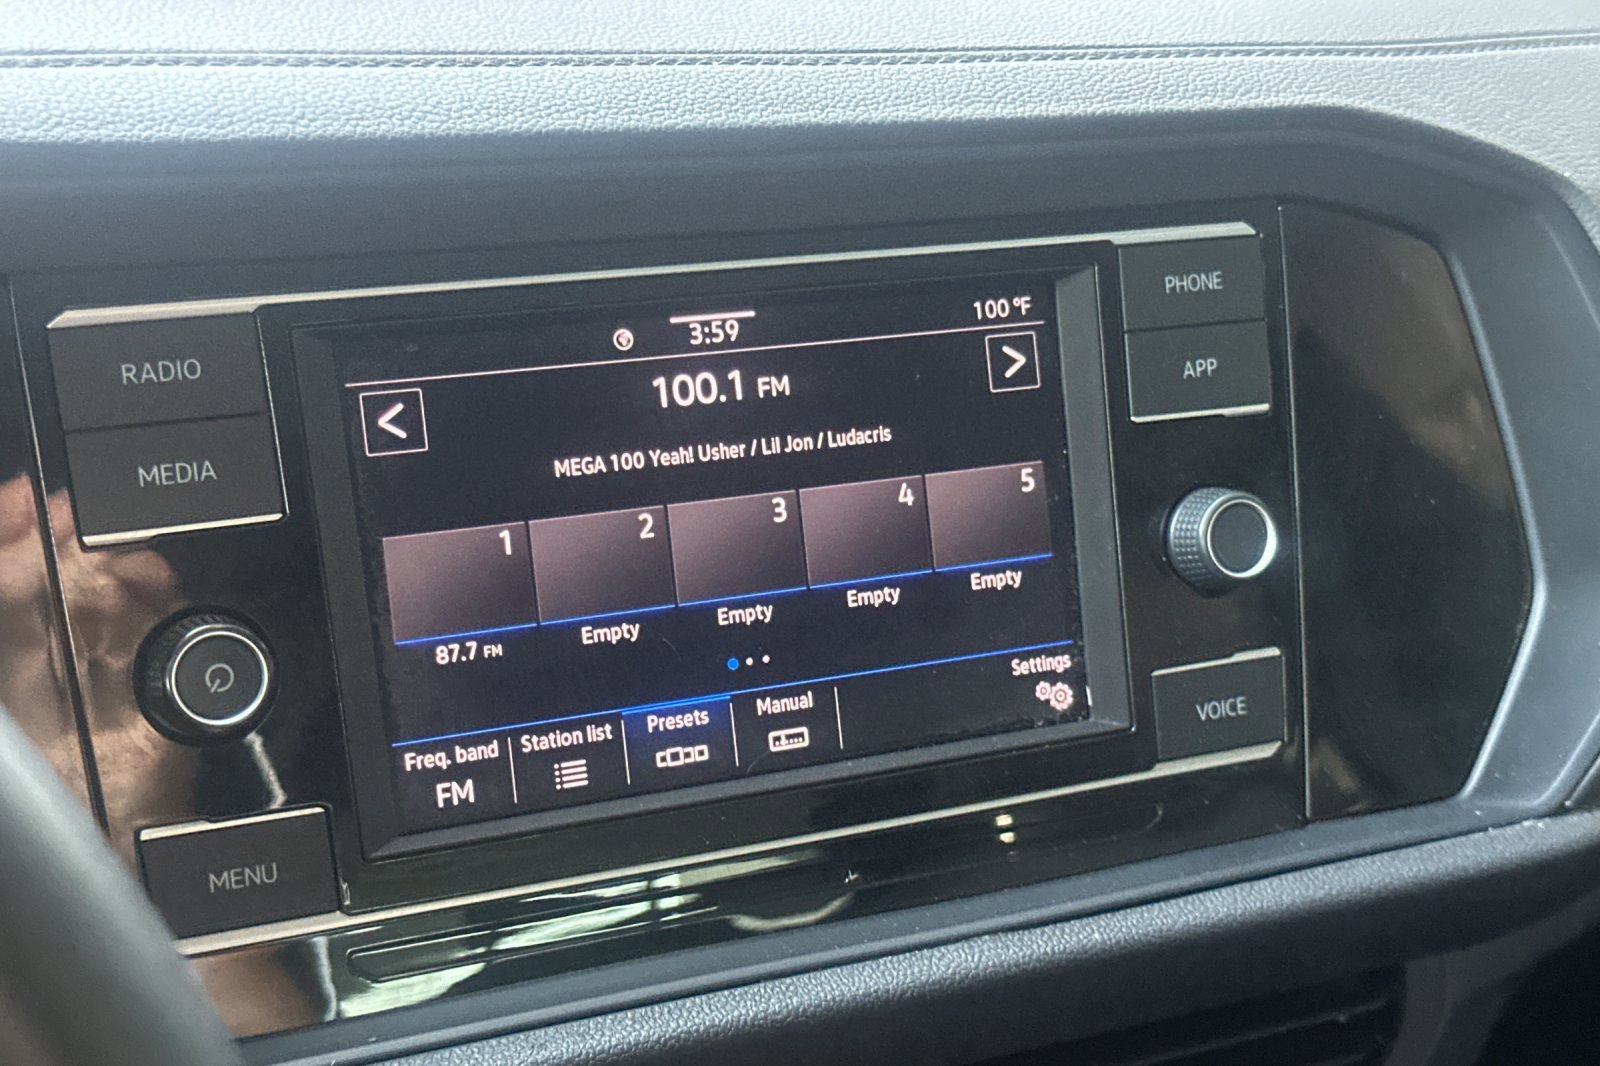 RADIO
MEDIA
MENU
3:59
100 °F
<
100.1 FM
>
MEGA 100 Yeah! Usher / Lil Jon / Ludacris
1
2
3
4
5
87.7 FM
Empty
Empty
Empty
Empty
Settings
Freq. band
FM
Station list
Presets
Manual
PHONE
APP
VOICE